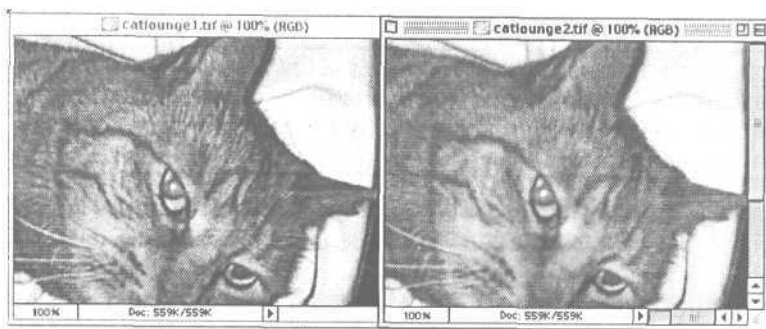 catlounge1.tif @ 100% (RGB)
catlounge2.tif @ 100% (RGB)
100% Doc: 559K/559K
100% Doc: 559K/559K